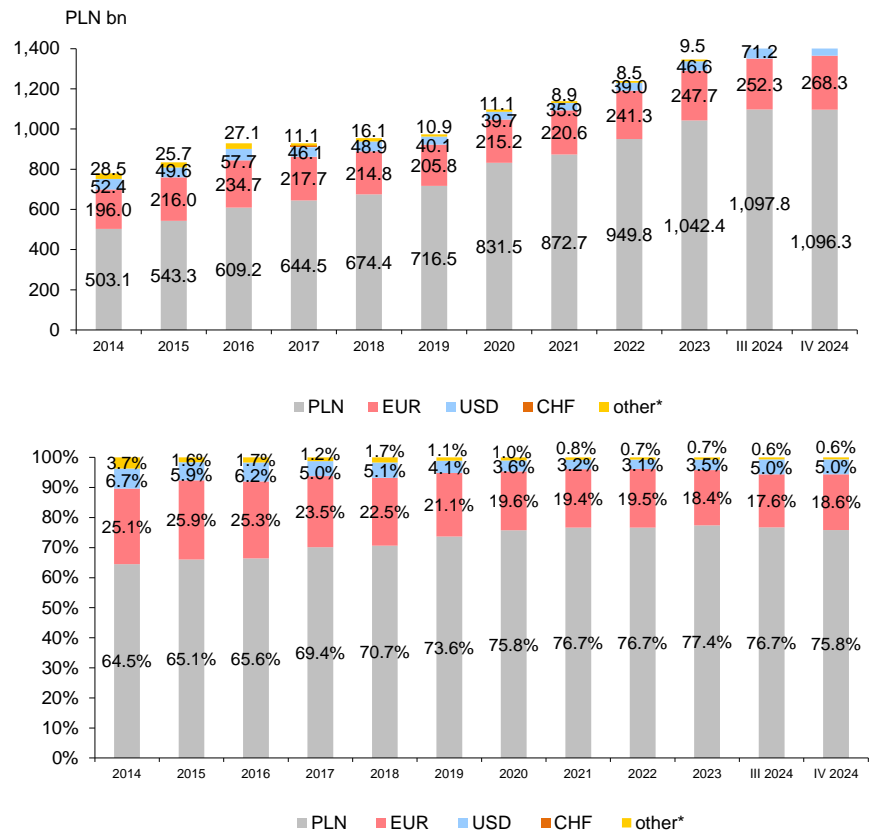 PLN bn
1,400
1,200
1,000
800
600
400
200
0
28.5 25.7 27.1 11.1 16.1 10.9 11.1 8.9 8.5 9.5 71.2
52.4 49.6 57.7 46.1 48.9 40.1 39.7 35.9 39.0 46.6
196.0 216.0 234.7 217.7 214.8 205.8 215.2 220.6 241.3 247.7 252.3 268.3
503.1 543.3 609.2 644.5 674.4 716.5 831.5 872.7 949.8 1,042.4 1,097.8 1,096.3
2014 2015 2016 2017 2018 2019 2020 2021 2022 2023 III 2024 IV 2024
PLN EUR USD CHF other*
100%
90%
80%
70%
60%
50%
40%
30%
20%
10%
0%
3.7% 1.6% 1.7% 1.2% 1.7% 1.1% 1.0% 0.8% 0.7% 0.7% 0.6% 0.6%
6.7% 5.9% 6.2% 5.0% 5.1% 4.1% 3.6% 3.2% 3.1% 3.5% 5.0% 5.0%
25.1% 25.9% 25.3% 23.5% 22.5% 21.1% 19.6% 19.4% 19.5% 18.4% 17.6% 18.6%
64.5% 65.1% 65.6% 69.4% 70.7% 73.6% 75.8% 76.7% 76.7% 77.4% 76.7% 75.8%
2014 2015 2016 2017 2018 2019 2020 2021 2022 2023 III 2024 IV 2024
PLN EUR USD CHF other*